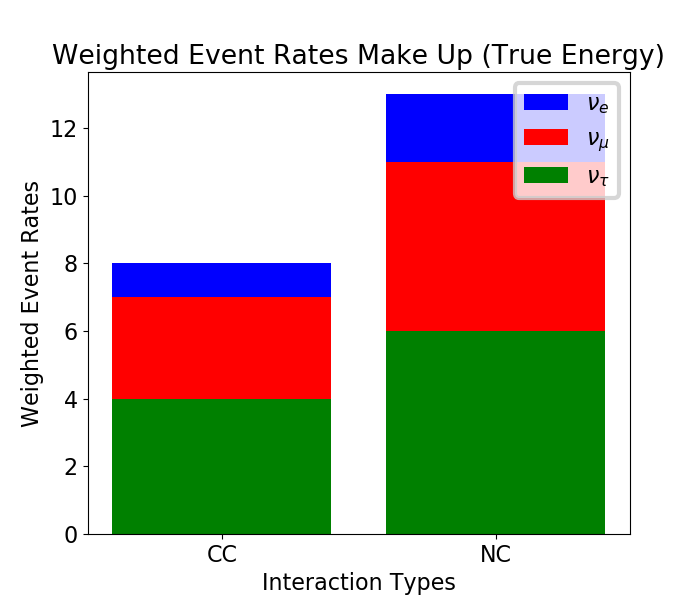 Weighted Event Rates Make Up (True Energy)
Weighted Event Rates
12
10
8
6
4
2
0
ν_e
ν_μ
ν_τ
CC
NC
Interaction Types